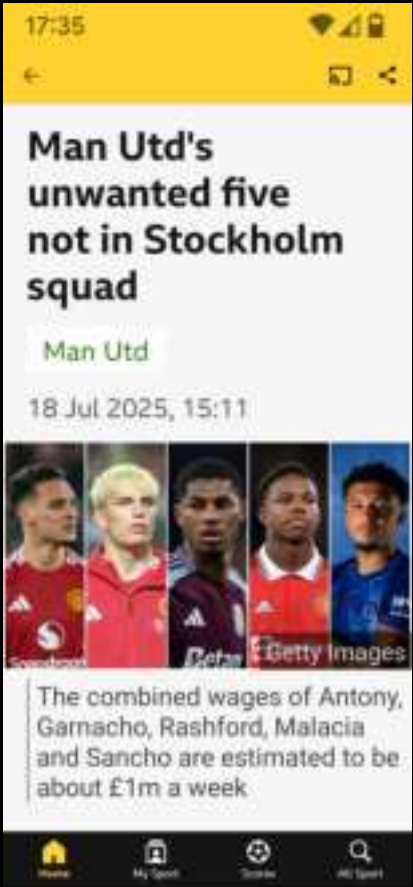 17:35
Man Utd's
unwanted five
not in Stockholm
squad
Man Utd
18 Jul 2025, 15:11
Betano
Getty Images
The combined wages of Antony,
Garnacho, Rashford, Malacia
and Sancho are estimated to be
about £1m a week
Home
My Sport
Scores
All Sport